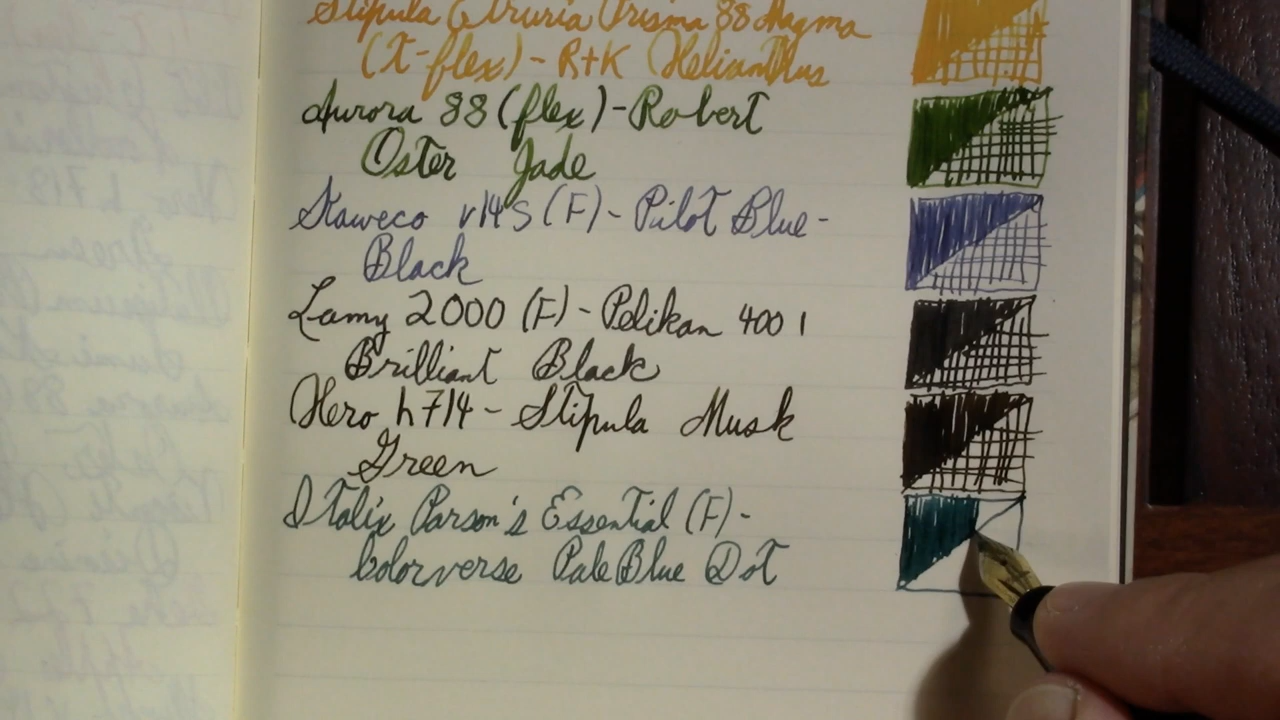 Stipula Etruria Prisma 88 Magma
(T-flex) - R+K Helianthus
Aurora 88 (flex) - Robert
Oster Jade
Kaweco v14S (F) - Pilot Blue-
Black
Lamy 2000 (F) - Pelikan 4001
Brilliant Black
Hero h714 - Stipula Musk
Green
Italix Parson's Essential (F) -
Colorverse Pale Blue Dot